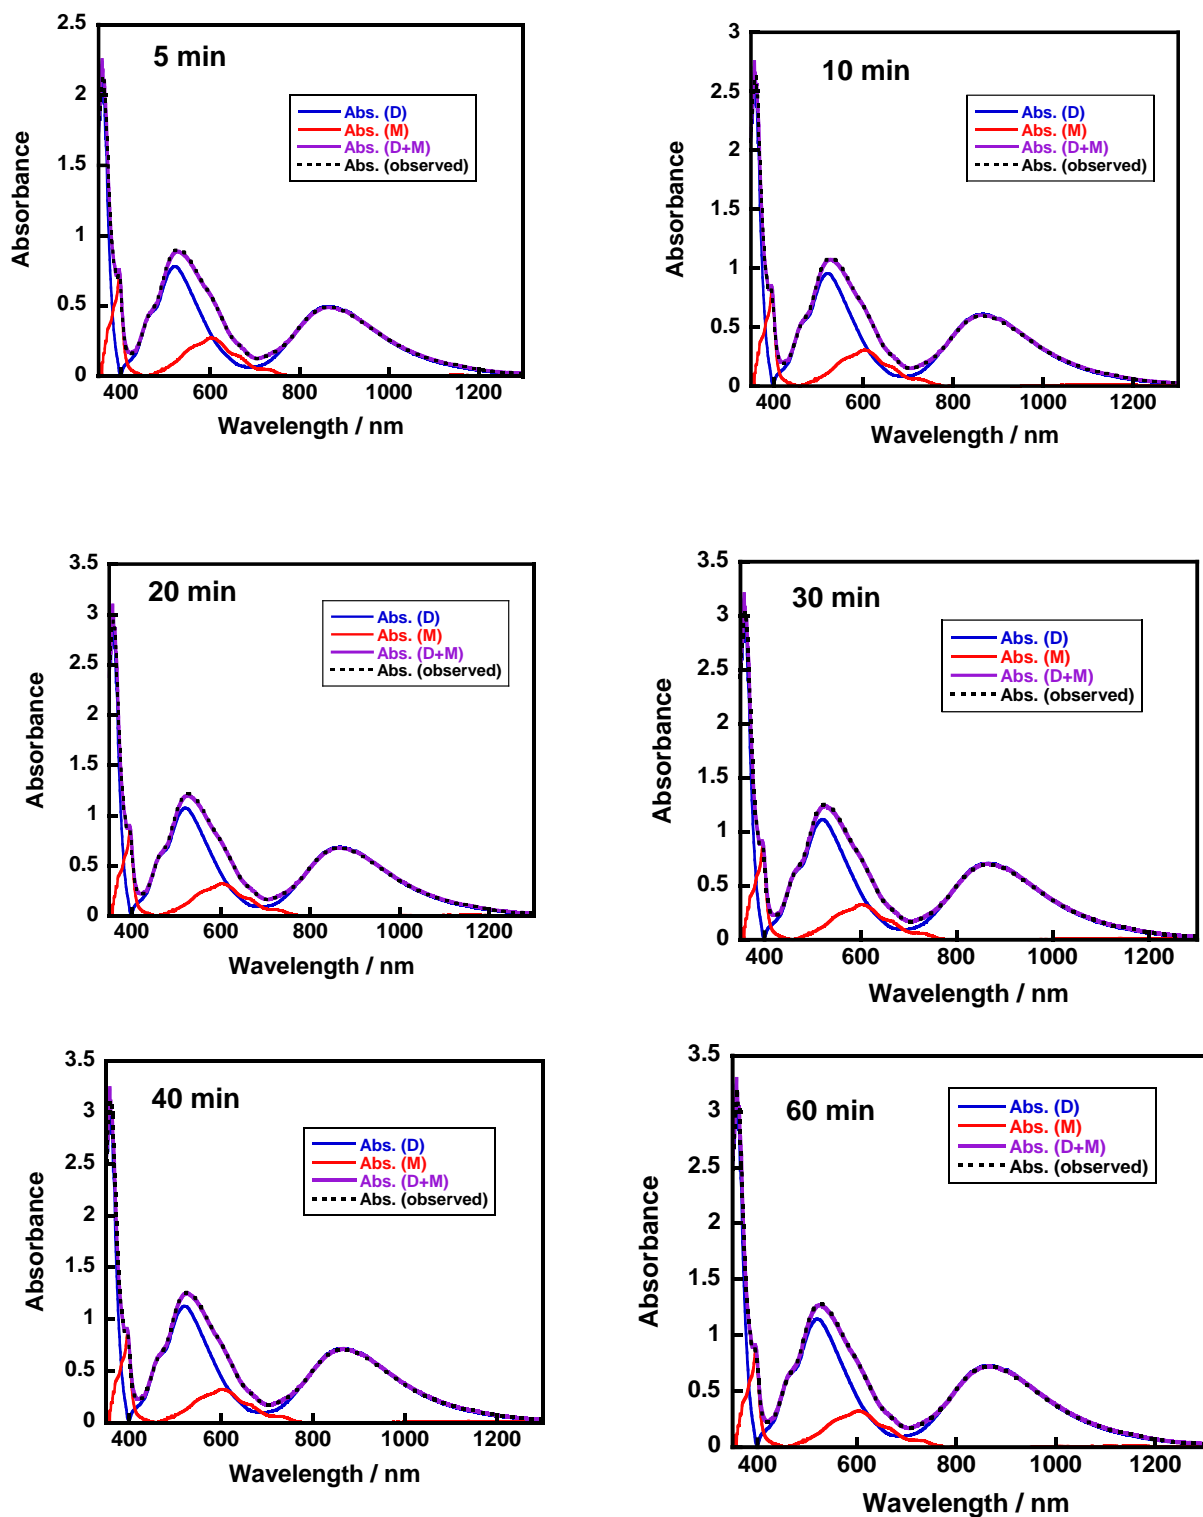 5 min
2.5
2
1.5
1
0.5
0
Absorbance
Abs. (D)
Abs. (M)
Abs. (D+M)
Abs. (observed)
400 600 800 1000 1200
Wavelength / nm
10 min
3
2.5
2
1.5
1
0.5
0
Absorbance
Abs. (D)
Abs. (M)
Abs. (D+M)
Abs. (observed)
400 600 800 1000 1200
Wavelength / nm
20 min
3.5
3
2.5
2
1.5
1
0.5
0
Absorbance
Abs. (D)
Abs. (M)
Abs. (D+M)
Abs. (observed)
400 600 800 1000 1200
Wavelength / nm
30 min
3.5
3
2.5
2
1.5
1
0.5
0
Absorbance
Abs. (D)
Abs. (M)
Abs. (D+M)
Abs. (observed)
400 600 800 1000 1200
Wavelength / nm
40 min
3.5
3
2.5
2
1.5
1
0.5
0
Absorbance
Abs. (D)
Abs. (M)
Abs. (D+M)
Abs. (observed)
400 600 800 1000 1200
Wavelength / nm
60 min
3.5
3
2.5
2
1.5
1
0.5
0
Absorbance
Abs. (D)
Abs. (M)
Abs. (D+M)
Abs. (observed)
400 600 800 1000 1200
Wavelength / nm